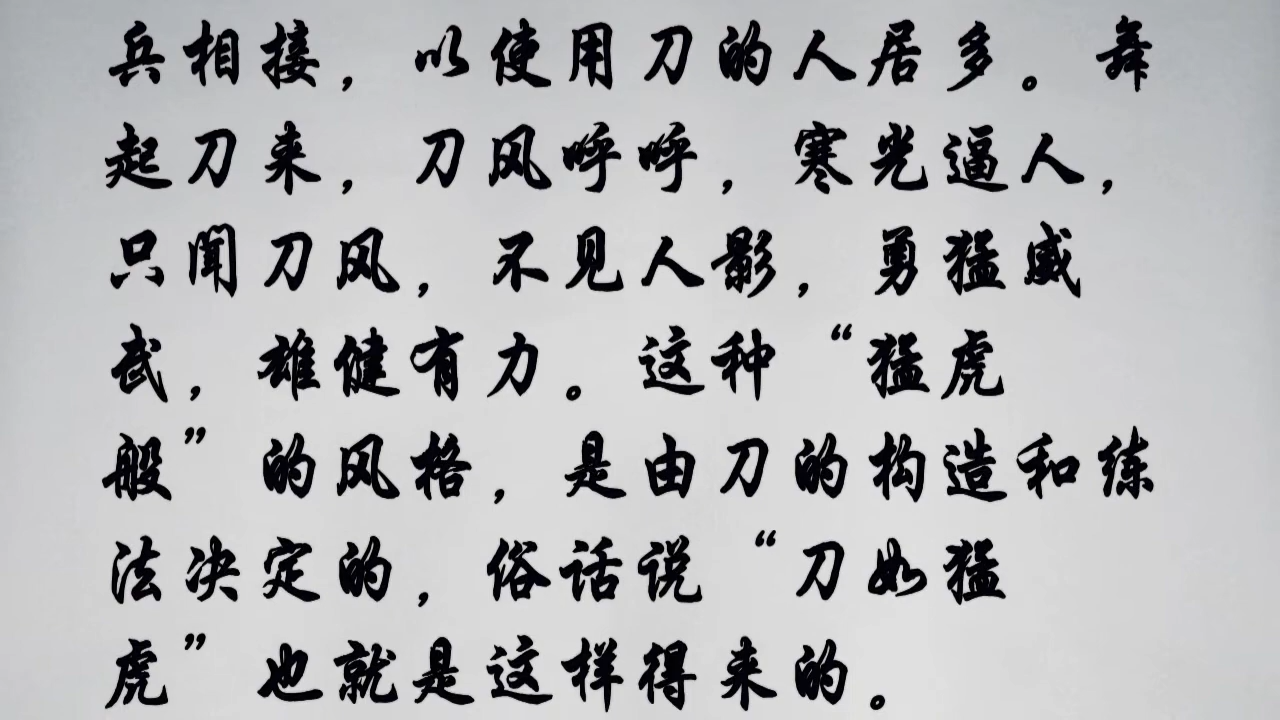 兵相接，以使用刀的人居多。舞
起刀来，刀风呼呼，寒光逼人，
只闻刀风，不见人影，勇猛威
武，雄健有力。这种“猛虎
般”的风格，是由刀的构造和练
法决定的，俗话说“刀如猛
虎”也就是这样得来的。